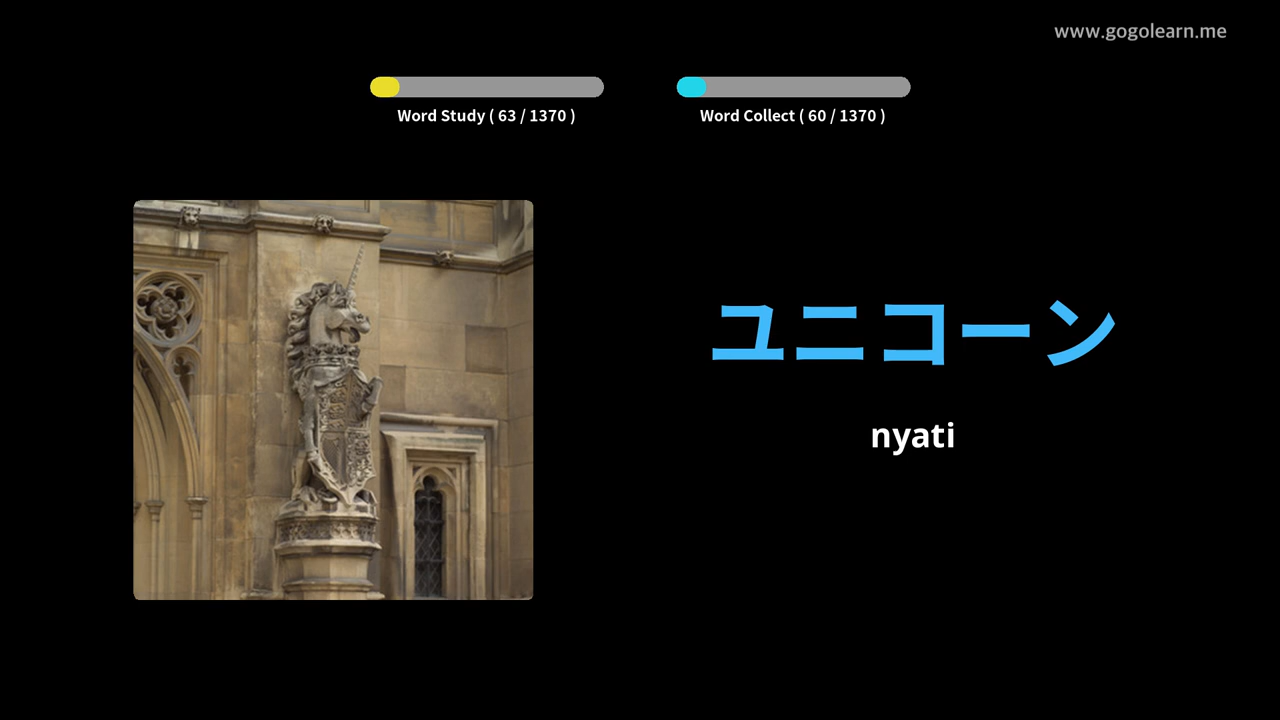 www.gogolearn.me
Word Study ( 63 / 1370 )
Word Collect ( 60 / 1370 )
ユニコーン
nyati